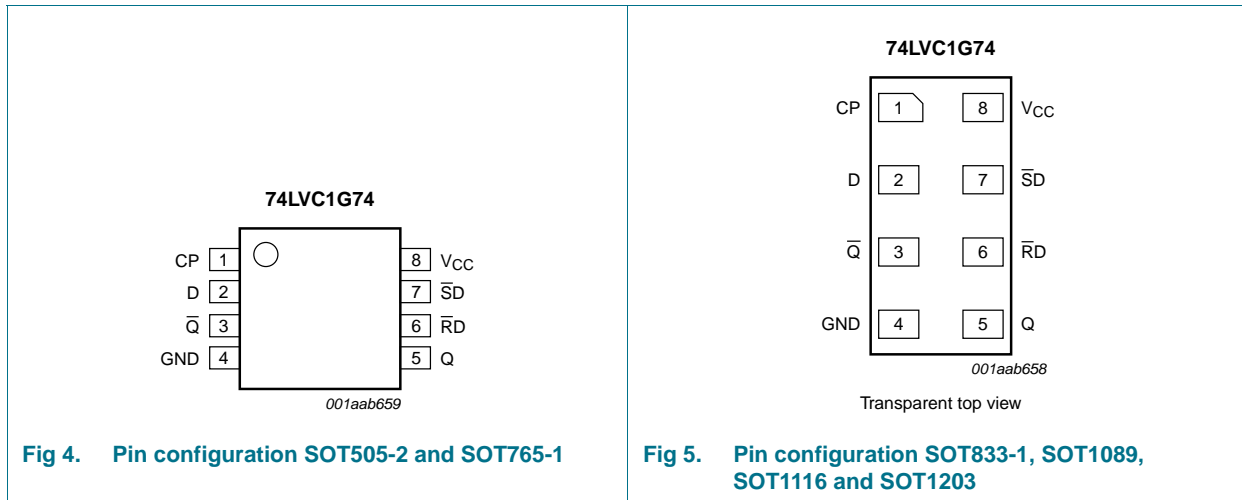 74LVC1G74
CP 1 8 VCC
D 2 7 S̅D
Q̅ 3 6 R̅D
GND 4 5 Q
001aab659
Fig 4. Pin configuration SOT505-2 and SOT765-1
74LVC1G74
CP 1 8 VCC
D 2 7 S̅D
Q̅ 3 6 R̅D
GND 4 5 Q
001aab658
Transparent top view
Fig 5. Pin configuration SOT833-1, SOT1089,
SOT1116 and SOT1203